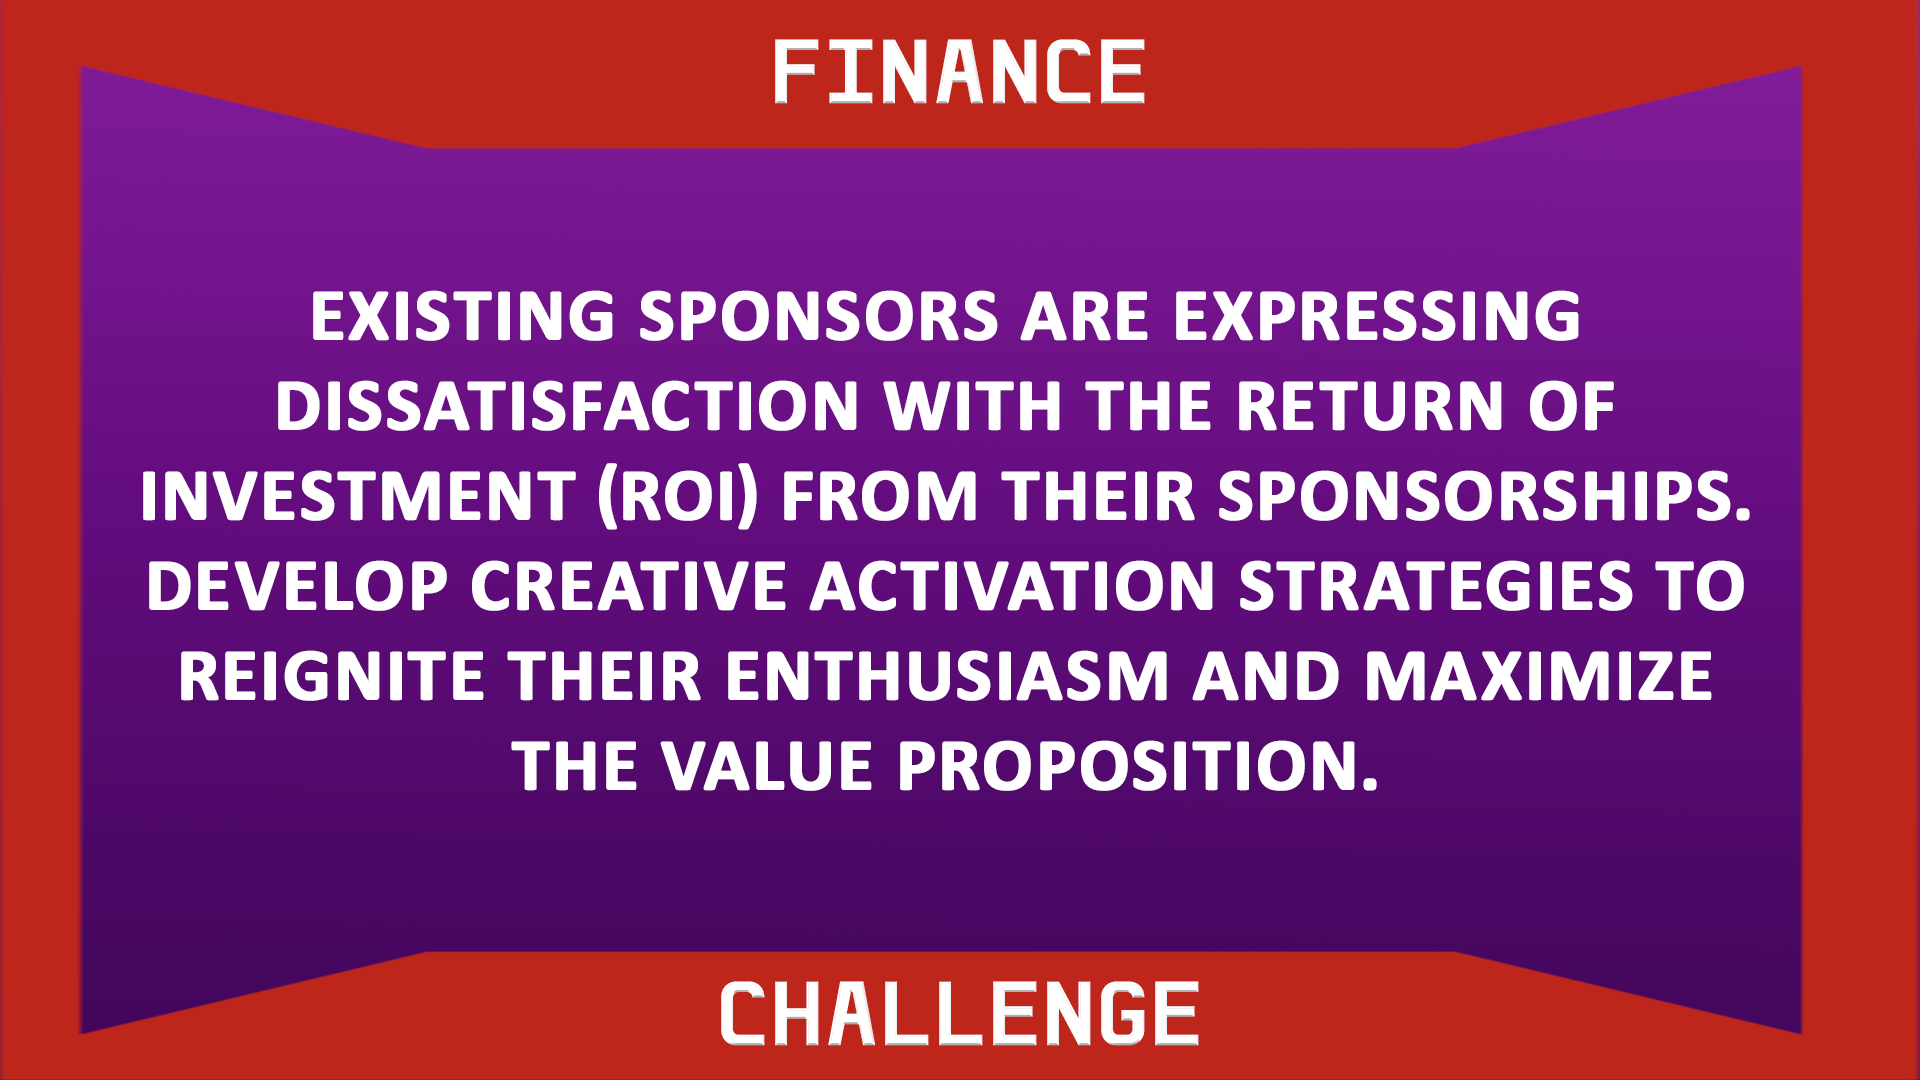 FINANCE
EXISTING SPONSORS ARE EXPRESSING
DISSATISFACTION WITH THE RETURN OF
INVESTMENT (ROI) FROM THEIR SPONSORSHIPS.
DEVELOP CREATIVE ACTIVATION STRATEGIES TO
REIGNITE THEIR ENTHUSIASM AND MAXIMIZE
THE VALUE PROPOSITION.
CHALLENGE